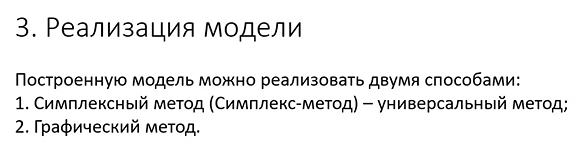 3. Реализация модели
Построенную модель можно реализовать двумя способами:
1. Симплексный метод (Симплекс-метод) – универсальный метод;
2. Графический метод.